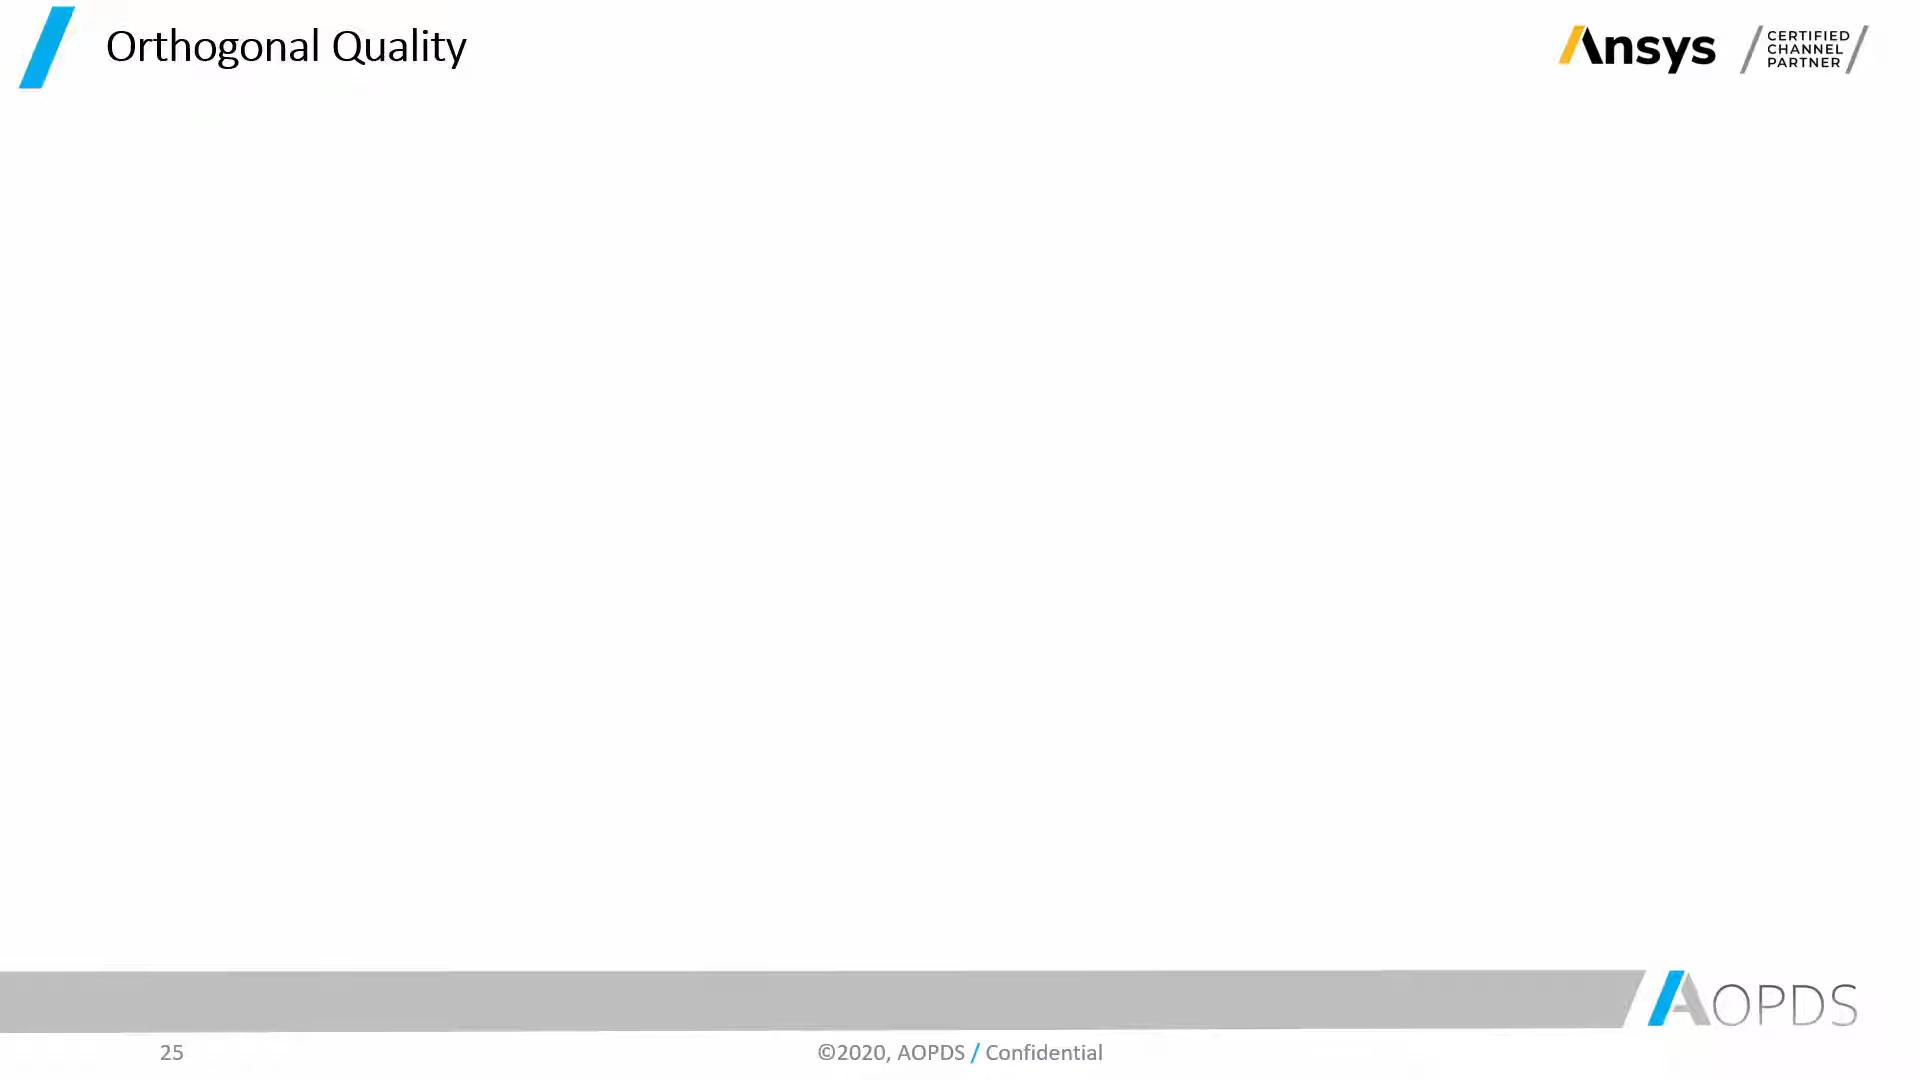 Orthogonal Quality
Ansys
CERTIFIED
CHANNEL
PARTNER
AOPDS
25
©2020, AOPDS / Confidential